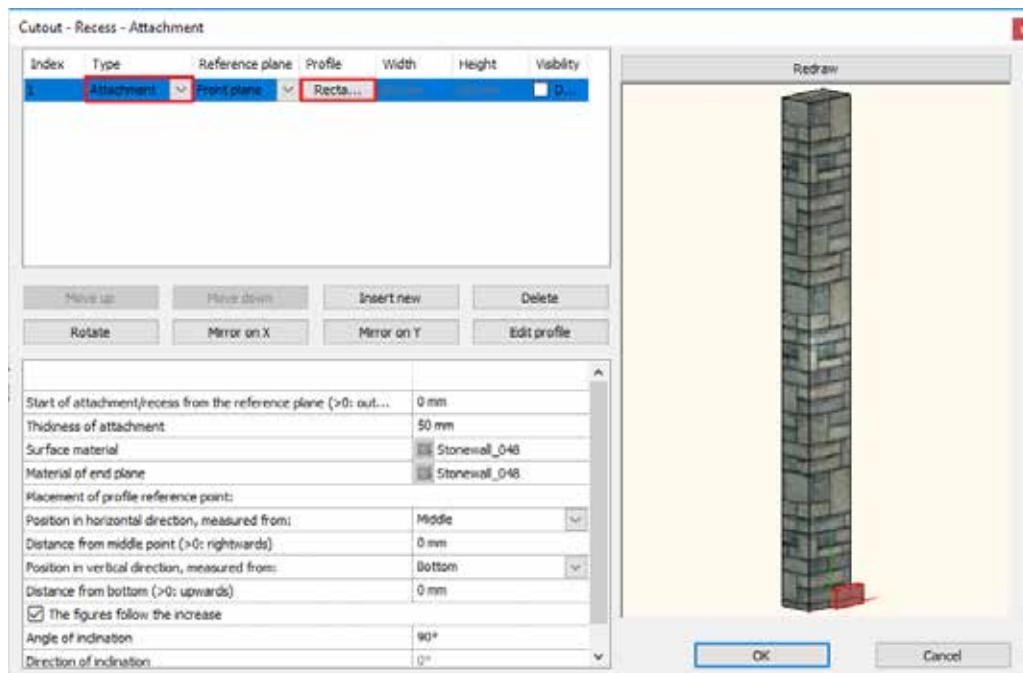 Cutout - Recess - Attachment
Index Type Reference plane Profile Width Height Visibility
1 Attachment Front plane Recta... D...
Redraw
Move up Move down Insert new Delete
Rotate Mirror on X Mirror on Y Edit profile
Start of attachment/recess from the reference plane (>0: out... 0 mm
Thickness of attachment 50 mm
Surface material Stonewall_048
Material of end plane Stonewall_048
Placement of profile reference point:
Position in horizontal direction, measured from: Middle
Distance from middle point (>0: rightwards) 0 mm
Position in vertical direction, measured from: Bottom
Distance from bottom (>0: upwards) 0 mm
The figures follow the increase
Angle of inclination 90°
Direction of inclination 0°
OK Cancel